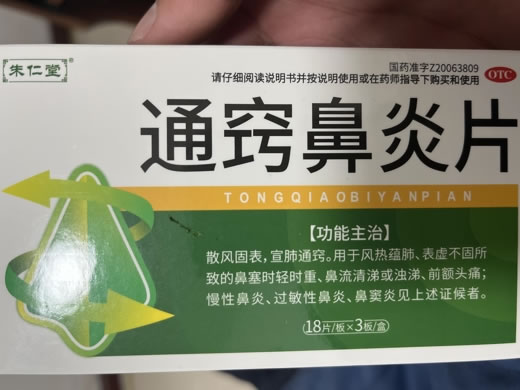 朱仁堂
国药准字Z20063809
请仔细阅读说明书并按说明使用或在药师指导下购买和使用
OTC
通窍鼻炎片
TONGQIAOBIYANPIAN
【功能主治】
散风固表，宣肺通窍。用于风热蕴肺、表虚不固所
致的鼻塞时轻时重、鼻流清涕或浊涕、前额头痛；
慢性鼻炎、过敏性鼻炎、鼻窦炎见上述证候者。
18片/板×3板/盒